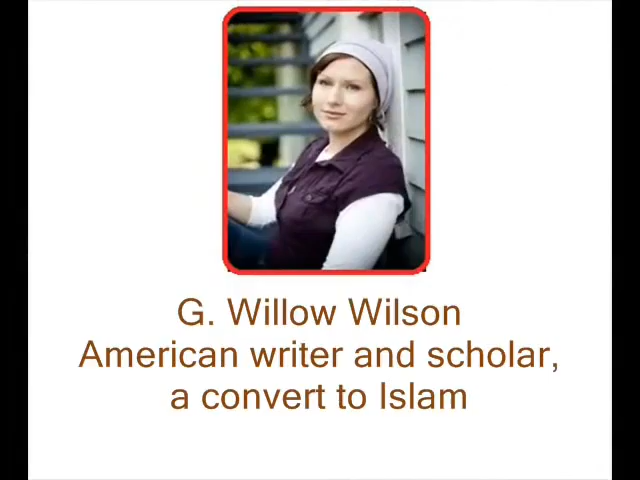 G. Willow Wilson
American writer and scholar,
a convert to Islam